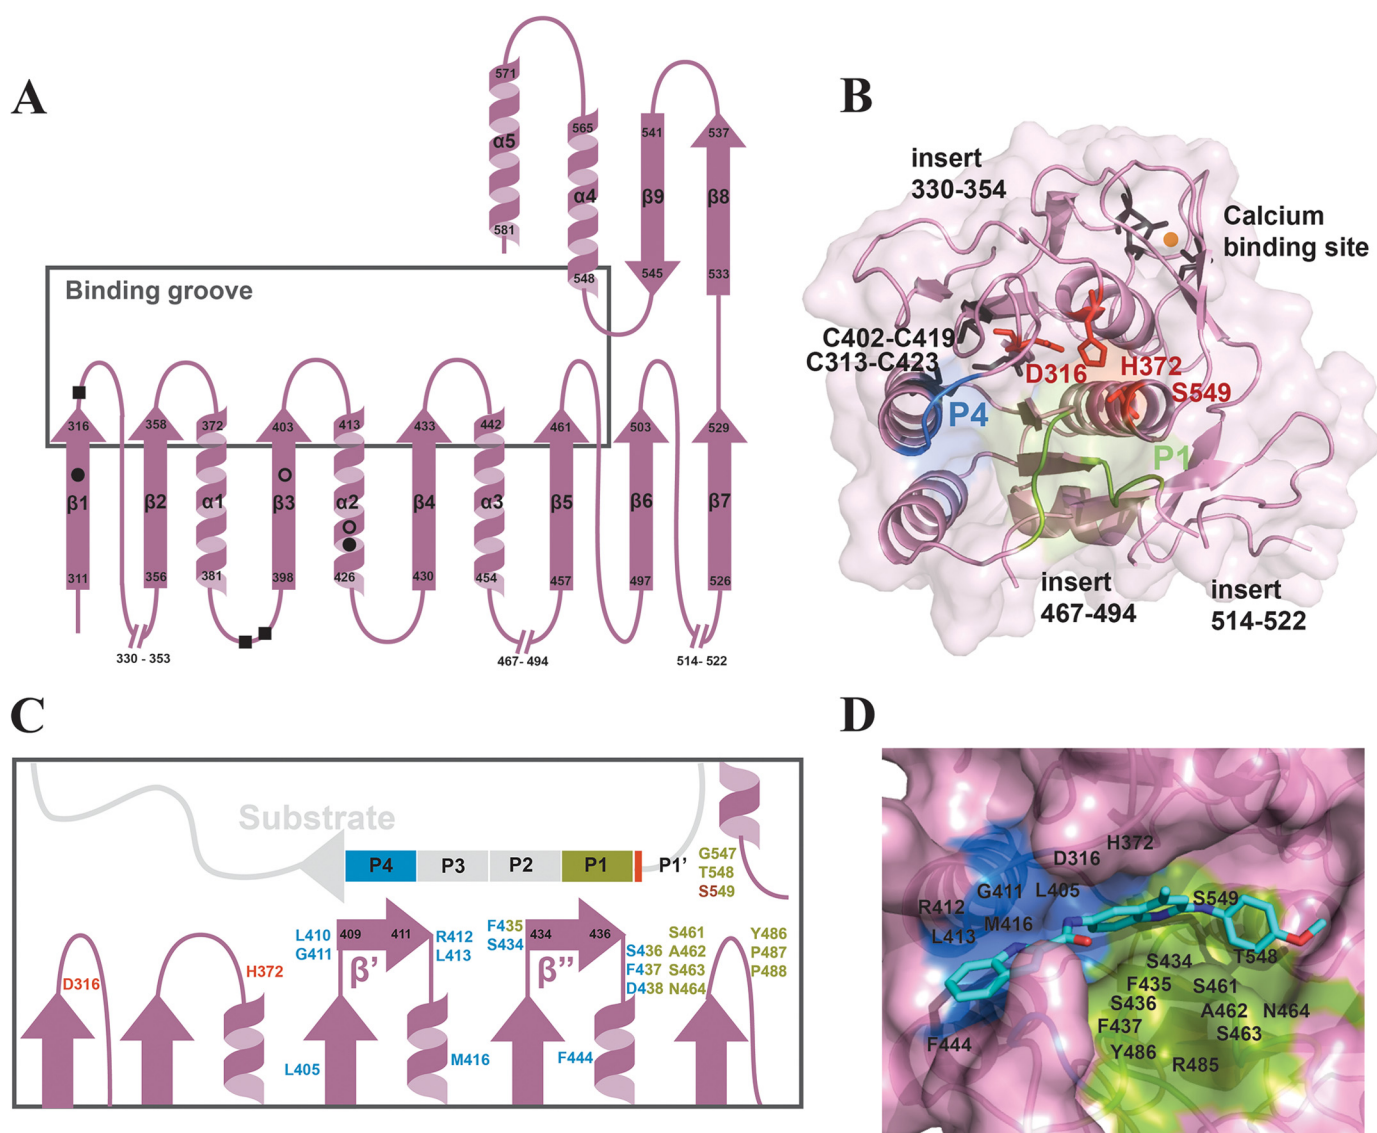 A
571
α5
581
565
α4
548
541
β9
545
537
β8
533
Binding groove
316
358
372
403
413
433
442
461
503
529
β1
β2
α1
β3
α2
β4
α3
β5
β6
β7
311
356
381
398
426
430
454
457
497
526
330 - 353
467- 494
514- 522
B
insert
330-354
Calcium
binding site
C402-C419
C313-C423
D316
H372
S549
P4
P1
insert
467-494
insert
514-522
C
Substrate
P4
P3
P2
P1
P1’
G547
T548
S549
D316
H372
L410
G411
409
411
β’
R412
L413
F435
S434
434
436
β’’
S436
F437
D438
S461
A462
S463
N464
Y486
P487
P488
L405
M416
F444
D
H372
D316
G411
L405
R412
M416
L413
S549
T548
S434
F435
S461
S436
A462
N464
F437
S463
Y486
R485
F444